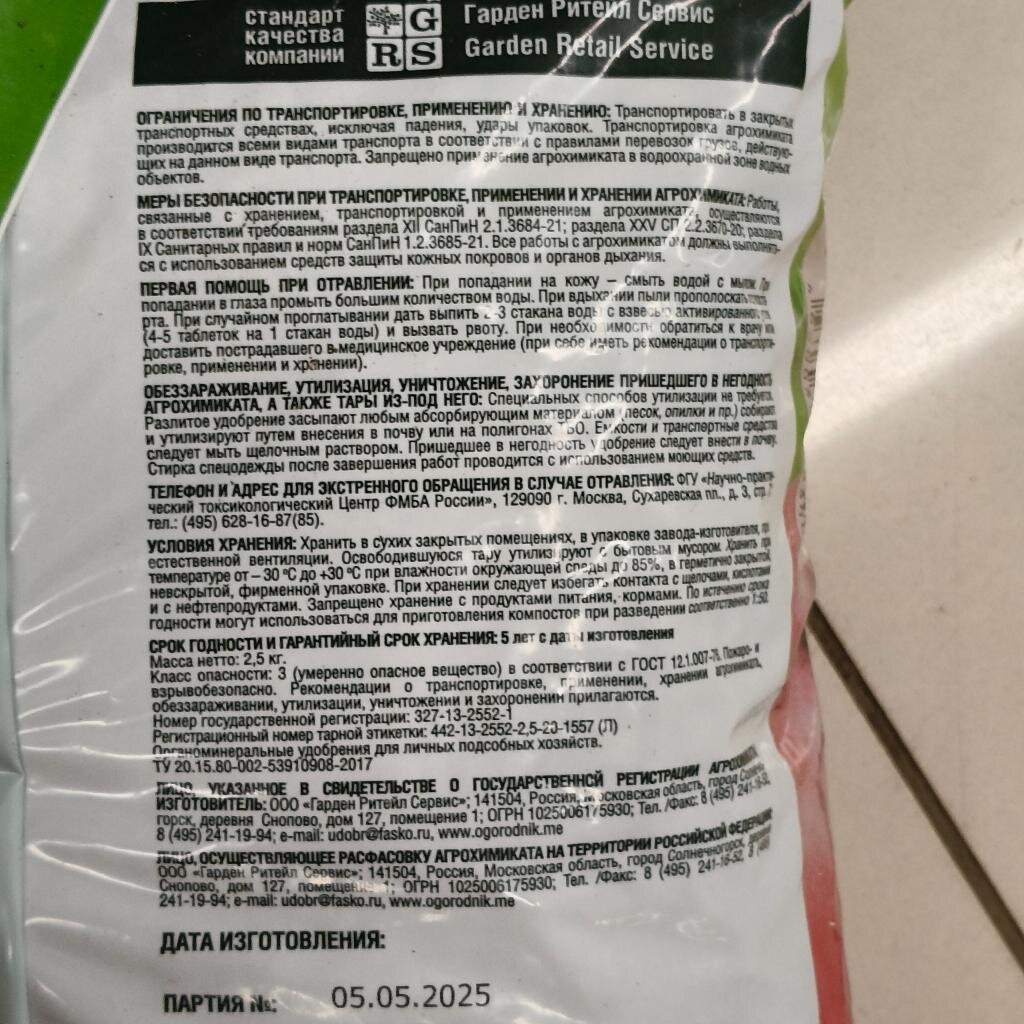 стандарт
качества
компании
GRS
Гарден Ритейл Сервис
Garden Retail Service
ОГРАНИЧЕНИЯ ПО ТРАНСПОРТИРОВКЕ, ПРИМЕНЕНИЮ И ХРАНЕНИЮ: Транспортировать в закрытых
транспортных средствах, исключая падения, удары упаковок. Транспортировка агрохимиката
производится всеми видами транспорта в соответствии с правилами перевозок грузов, действую-
щих на данном виде транспорта. Запрещено применение агрохимиката в водоохранной зоне водных
объектов.
МЕРЫ БЕЗОПАСНОСТИ ПРИ ТРАНСПОРТИРОВКЕ, ПРИМЕНЕНИИ И ХРАНЕНИИ АГРОХИМИКАТА: Работы,
связанные с хранением, транспортировкой и применением агрохимиката, осуществляются
в соответствии с требованиями раздела XII СанПиН 2.1.3684-21; раздела XXV СП 2.2.3670-20; раздела
IX Санитарных правил и норм СанПиН 1.2.3685-21. Все работы с агрохимикатом должны выполнять-
ся с использованием средств защиты кожных покровов и органов дыхания.
ПЕРВАЯ ПОМОЩЬ ПРИ ОТРАВЛЕНИИ: При попадании на кожу – смыть водой с мылом. При
попадании в глаза промыть большим количеством воды. При вдыхании пыли прополоскать полость
рта. При случайном проглатывании дать выпить 2-3 стакана воды с взвесью активированного угля
(4-5 таблеток на 1 стакан воды) и вызвать рвоту. При необходимости обратиться к врачу или
доставить пострадавшего в медицинское учреждение (при себе иметь рекомендации о транспорти-
ровке, применении и хранении).
ОБЕЗЗАРАЖИВАНИЕ, УТИЛИЗАЦИЯ, УНИЧТОЖЕНИЕ, ЗАХОРОНЕНИЕ ПРИШЕДШЕГО В НЕГОДНОСТЬ
АГРОХИМИКАТА, А ТАКЖЕ ТАРЫ ИЗ-ПОД НЕГО: Специальных способов утилизации не требуется.
Разлитое удобрение засыпают любым абсорбирующим материалом (песок, опилки и пр.) собирают
и утилизируют путем внесения в почву или на полигонах ТБО. Емкости и транспортные средства
следует мыть щелочным раствором. Пришедшее в негодность удобрение следует внести в почву.
Стирка спецодежды после завершения работ проводится с использованием моющих средств.
ТЕЛЕФОН И АДРЕС ДЛЯ ЭКСТРЕННОГО ОБРАЩЕНИЯ В СЛУЧАЕ ОТРАВЛЕНИЯ: ФГУ «Научно-практи-
ческий токсикологический Центр ФМБА России», 129090 г. Москва, Сухаревская пл., д. 3, стр.
тел.: (495) 628-16-87(85).
УСЛОВИЯ ХРАНЕНИЯ: Хранить в сухих закрытых помещениях, в упаковке завода-изготовителя, при
естественной вентиляции. Освободившуюся тару утилизируют с бытовым мусором. Хранить при
температуре от – 30 ºС до +30 ºС при влажности окружающей среды до 85%, в герметично закрытой,
невскрытой, фирменной упаковке. При хранении следует избегать контакта с щелочами, кислотами
и с нефтепродуктами. Запрещено хранение с продуктами питания, кормами. По истечению срока
годности могут использоваться для приготовления компостов при разведении соответственно 1:50.
СРОК ГОДНОСТИ И ГАРАНТИЙНЫЙ СРОК ХРАНЕНИЯ: 5 лет с даты изготовления
Масса нетто: 2,5 кг.
Класс опасности: 3 (умеренно опасное вещество) в соответствии с ГОСТ 12.1.007-76. Пожаро- и
взрывобезопасно. Рекомендации о транспортировке, применении, хранении агрохимиката,
обеззараживании, утилизации, уничтожении и захоронении прилагаются.
Номер государственной регистрации: 327-13-2552-1
Регистрационный номер тарной этикетки: 442-13-2552-2,5-23-1557 (Л)
Органоминеральные удобрения для личных подсобных хозяйств.
ТУ 20.15.80-002-53910908-2017
ЛИЦО, УКАЗАННОЕ В СВИДЕТЕЛЬСТВЕ О ГОСУДАРСТВЕННОЙ РЕГИСТРАЦИИ АГРОХИМИКАТА,
ИЗГОТОВИТЕЛЬ: ООО «Гарден Ритейл Сервис»; 141504, Россия, Московская область, город Солнечно-
горск, деревня Снопово, дом 127, помещение 1; ОГРН 1025006175930; Тел. /Факс: 8 (495) 241-18-52,
8 (495) 241-19-94; e-mail: udobr@fasko.ru, www.ogorodnik.me
ЛИЦО, ОСУЩЕСТВЛЯЮЩЕЕ РАСФАСОВКУ АГРОХИМИКАТА НА ТЕРРИТОРИИ РОССИЙСКОЙ ФЕДЕРАЦИИ:
ООО «Гарден Ритейл Сервис»; 141504, Россия, Московская область, город Солнечногорск, деревня
Снопово, дом 127, помещение 1; ОГРН 1025006175930; Тел. /Факс: 8 (495) 241-18-52, 8 (495)
241-19-94; e-mail: udobr@fasko.ru, www.ogorodnik.me
ДАТА ИЗГОТОВЛЕНИЯ:
ПАРТИЯ №: 05.05.2025